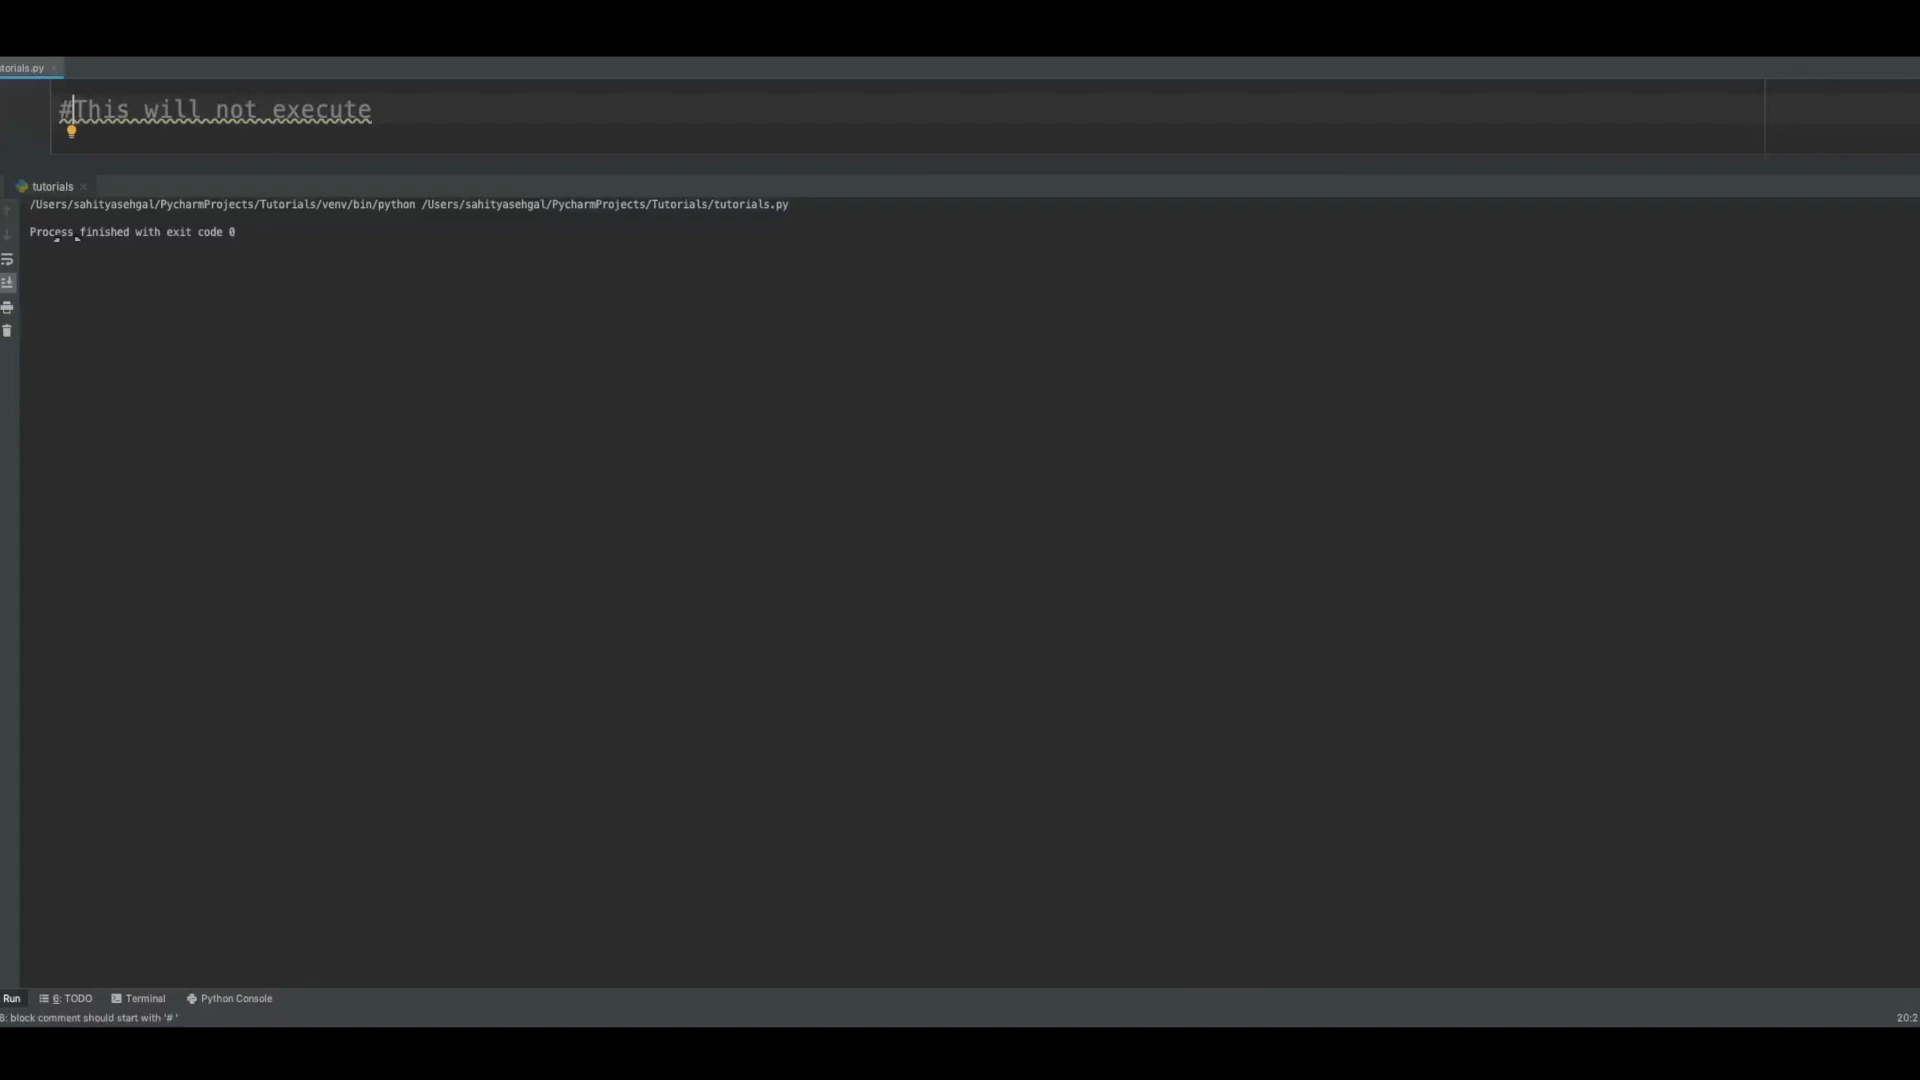 torials.py
#This will not execute
tutorials
/Users/sahityasehgal/PycharmProjects/Tutorials/venv/bin/python /Users/sahityasehgal/PycharmProjects/Tutorials/tutorials.py
Process finished with exit code 0
Run 6: TODO Terminal Python Console
8: block comment should start with '# '
20:2